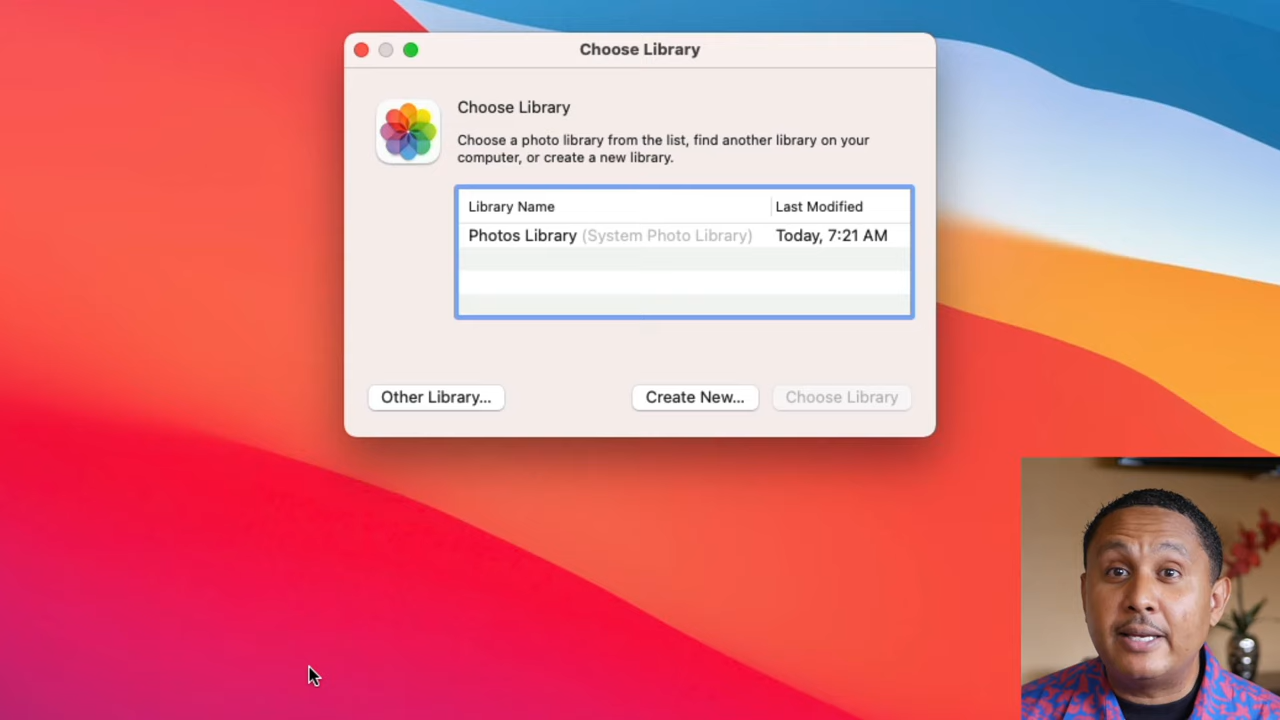 Choose Library
Choose Library
Choose a photo library from the list, find another library on your
computer, or create a new library.
Library Name Last Modified
Photos Library (System Photo Library) Today, 7:21 AM
Other Library... Create New... Choose Library